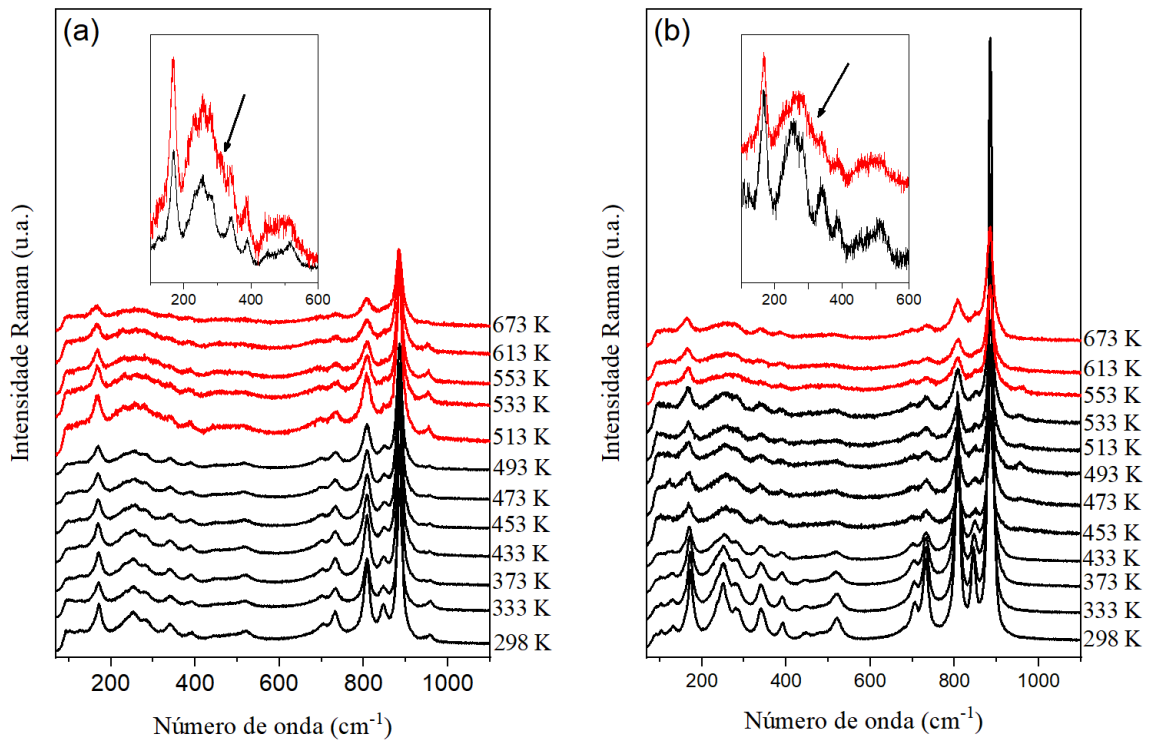 (a)
200 400 600
673 K
613 K
553 K
533 K
513 K
493 K
473 K
453 K
433 K
373 K
333 K
298 K
200 400 600 800 1000
Número de onda (cm⁻¹)
Intensidade Raman (u.a.)
(b)
200 400 600
673 K
613 K
553 K
533 K
513 K
493 K
473 K
453 K
433 K
373 K
333 K
298 K
200 400 600 800 1000
Número de onda (cm⁻¹)
Intensidade Raman (u.a.)